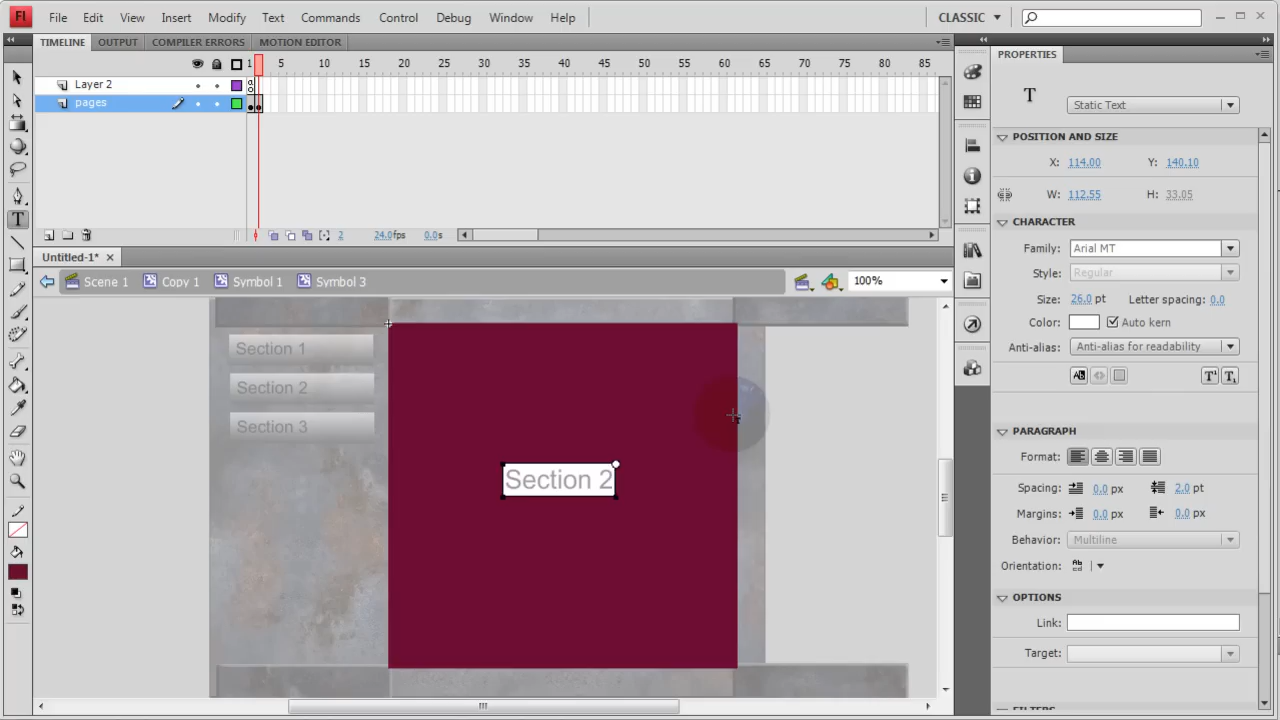 Fl File Edit View Insert Modify Text Commands Control Debug Window Help CLASSIC
TIMELINE OUTPUT COMPILER ERRORS MOTION EDITOR PROPERTIES
1 5 10 15 20 25 30 35 40 45 50 55 60 65 70 75 80 85
T Static Text
Layer 2
pages
POSITION AND SIZE
X: 114.00 Y: 140.10
W: 112.55 H: 33.05
CHARACTER
2 24.0fps 0.0s
Family: Arial MT
Untitled-1*
Style: Regular
Scene 1 Copy 1 Symbol 1 Symbol 3 100%
Size: 26.0 pt Letter spacing: 0.0
Color: Auto kern
Anti-alias: Anti-alias for readability
Section 1
Section 2
Section 3
Section 2
PARAGRAPH
Format:
Spacing: 0.0 px 2.0 pt
Margins: 0.0 px 0.0 px
Behavior: Multiline
Orientation:
OPTIONS
Link:
Target: